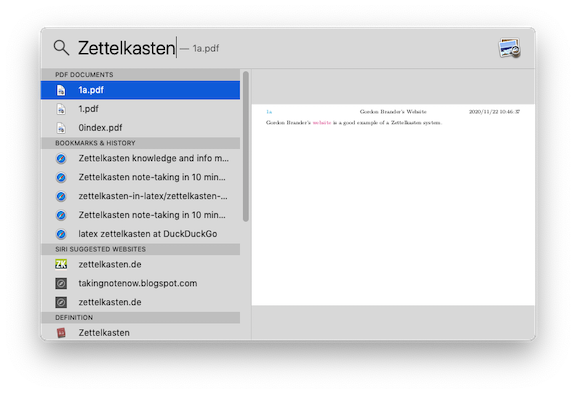 Zettelkasten — 1a.pdf
PDF DOCUMENTS
1a.pdf
1.pdf
0index.pdf
BOOKMARKS & HISTORY
Zettelkasten knowledge and info m...
Zettelkasten note-taking in 10 min...
zettelkasten-in-latex/zettelkasten-...
Zettelkasten note-taking in 10 min...
latex zettelkasten at DuckDuckGo
SIRI SUGGESTED WEBSITES
ZK
zettelkasten.de
takingnotenow.blogspot.com
zettelkasten.de
DEFINITION
Zettelkasten
1a Gordon Brander's Website 2020/11/22 10:46:37
Gordon Brander's website is a good example of a Zettelkasten system.